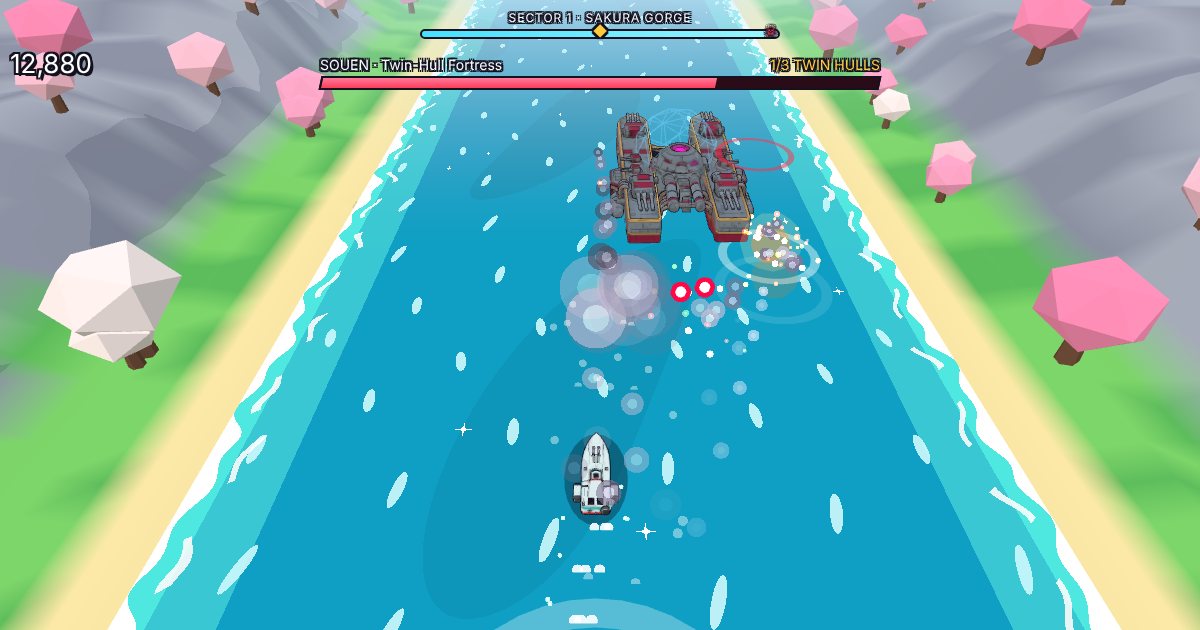 SECTOR 1 · SAKURA GORGE
12,880
SOUEN · Twin-Hull Fortress
1/3 TWIN HULLS